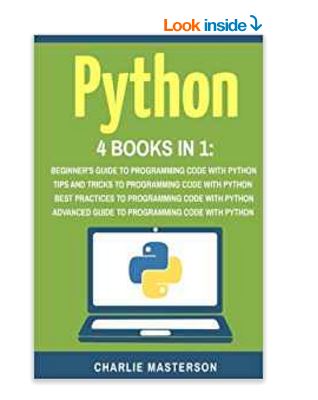 Look inside
Python
4 BOOKS IN 1:
BEGINNER'S GUIDE TO PROGRAMMING CODE WITH PYTHON
TIPS AND TRICKS TO PROGRAMMING CODE WITH PYTHON
BEST PRACTICES TO PROGRAMMING CODE WITH PYTHON
ADVANCED GUIDE TO PROGRAMMING CODE WITH PYTHON
CHARLIE MASTERSON